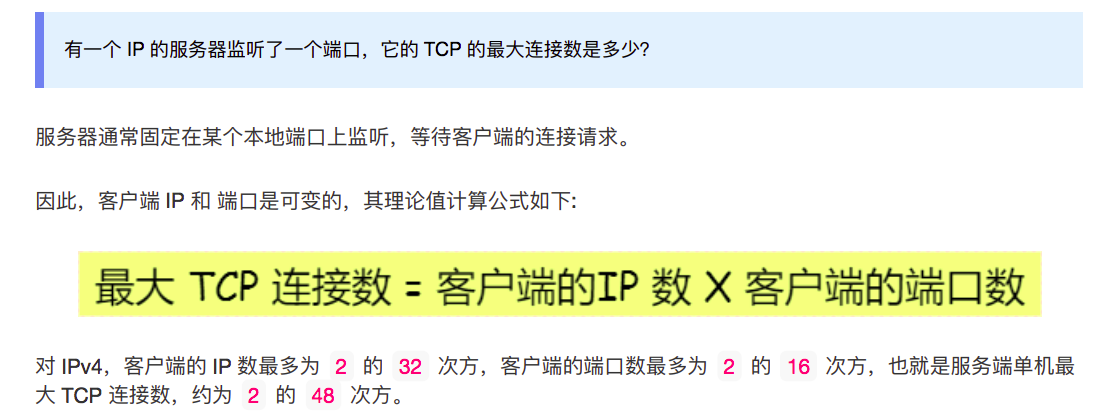 有一个 IP 的服务器监听了一个端口，它的 TCP 的最大连接数是多少?
服务器通常固定在某个本地端口上监听，等待客户端的连接请求。
因此，客户端 IP 和 端口是可变的，其理论值计算公式如下:
最大 TCP 连接数 = 客户端的IP 数 X 客户端的端口数
对 IPv4，客户端的 IP 数最多为 2 的 32 次方，客户端的端口数最多为 2 的 16 次方，也就是服务端单机最
大 TCP 连接数，约为 2 的 48 次方。